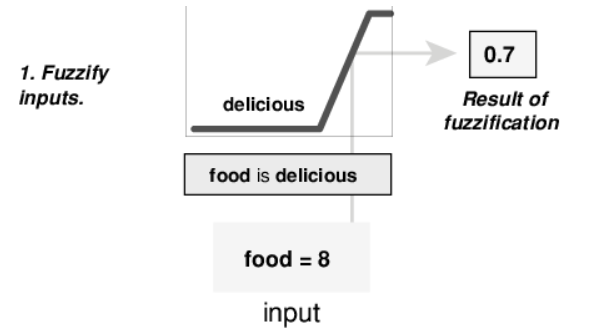 1. Fuzzify
inputs.
delicious
0.7
Result of
fuzzification
food is delicious
food = 8
input